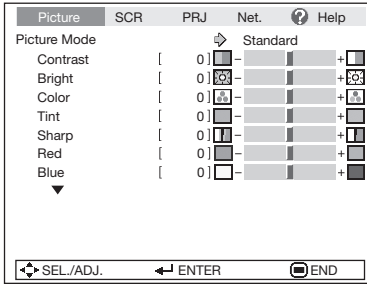 Picture SCR PRJ Net. ? Help
Picture Mode Standard
Contrast [ 0 ] - +
Bright [ 0 ] - +
Color [ 0 ] - +
Tint [ 0 ] - +
Sharp [ 0 ] - +
Red [ 0 ] - +
Blue [ 0 ] - +
SEL./ADJ. ENTER END